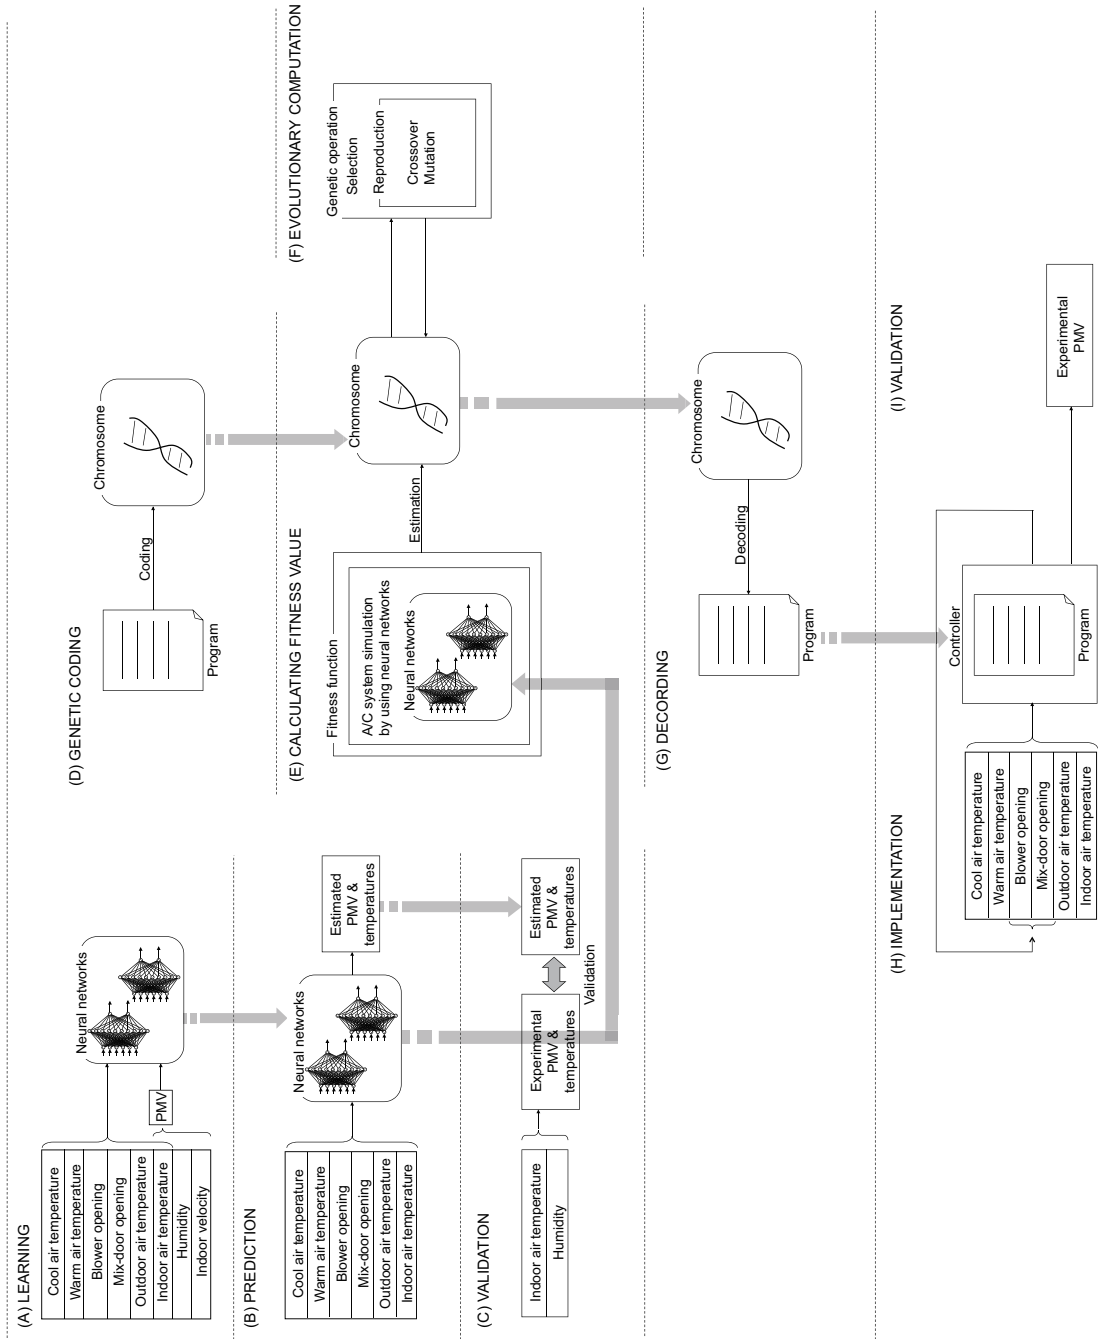 (A) LEARNING
Cool air temperature
Warm air temperature
Blower opening
Mix-door opening
Outdoor air temperature
Indoor air temperature
Humidity
Indoor velocity
PMV
Neural networks
(B) PREDICTION
Cool air temperature
Warm air temperature
Blower opening
Mix-door opening
Outdoor air temperature
Indoor air temperature
Neural networks
Estimated
PMV &
temperatures
(C) VALIDATION
Indoor air temperature
Humidity
Experimental
PMV &
temperatures
Validation
Estimated
PMV &
temperatures
(D) GENETIC CODING
Program
Coding
Chromosome
(E) CALCULATING FITNESS VALUE
Fitness function
A/C system simulation
by using neural networks
Neural networks
Estimation
Chromosome
(F) EVOLUTIONARY COMPUTATION
Genetic operation
Selection
Reproduction
Crossover
Mutation
(G) DECORDING
Program
Decoding
Chromosome
(H) IMPLEMENTATION
Cool air temperature
Warm air temperature
Blower opening
Mix-door opening
Outdoor air temperature
Indoor air temperature
Controller
Program
(I) VALIDATION
Experimental
PMV